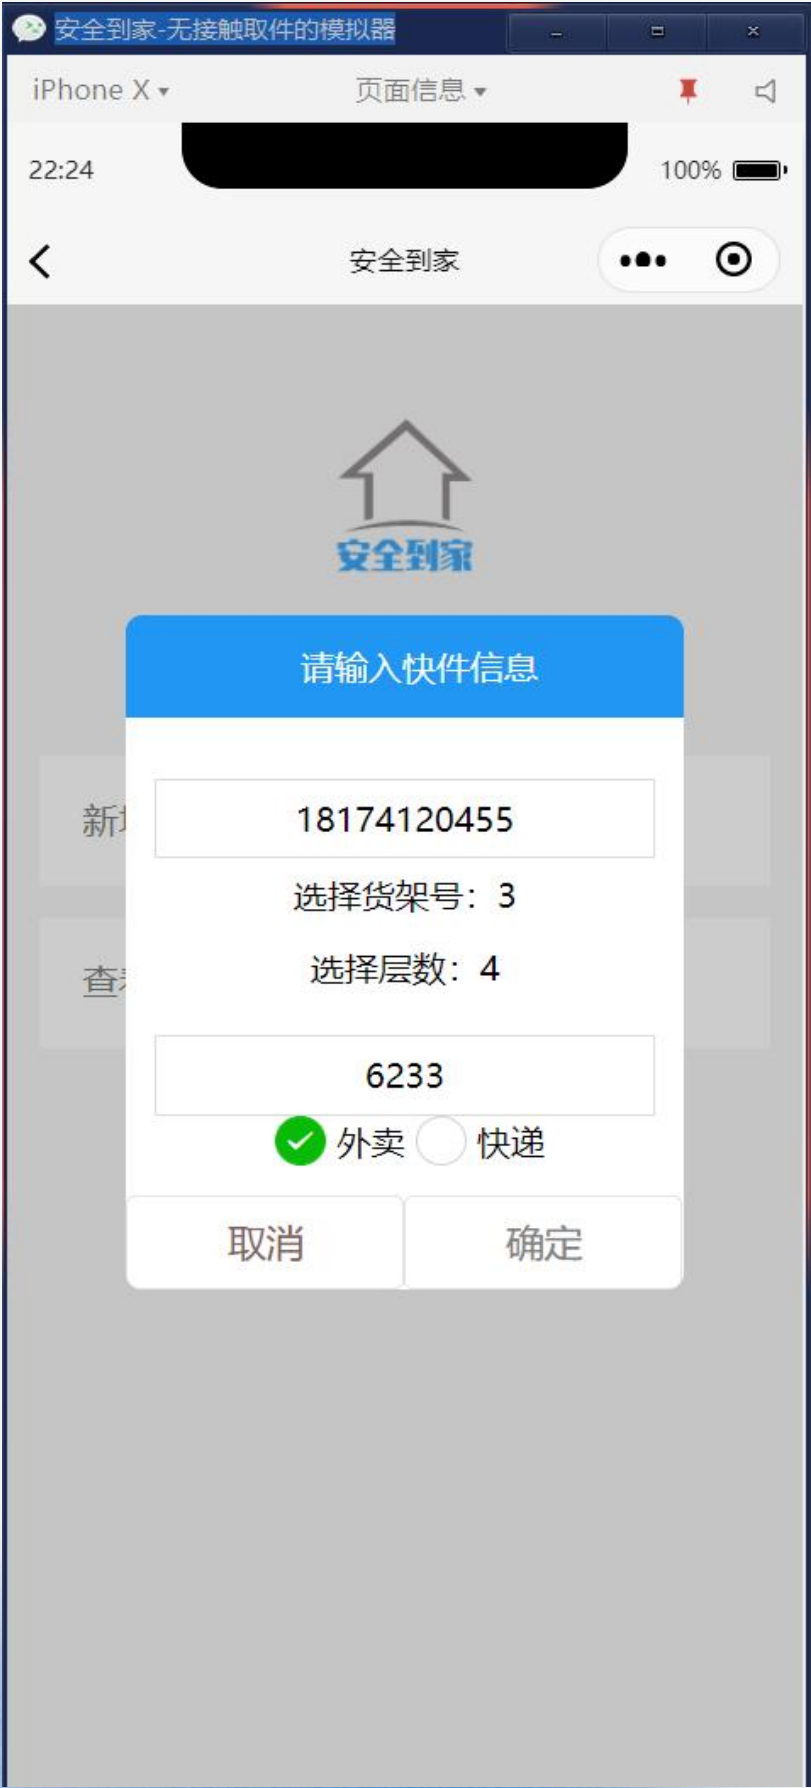 安全到家-无接触取件的模拟器
iPhone X 页面信息
22:24 100%
安全到家
安全到家
请输入快件信息
新
18174120455
选择货架号：3
选择层数：4
查
6233
外卖 快递
取消 确定